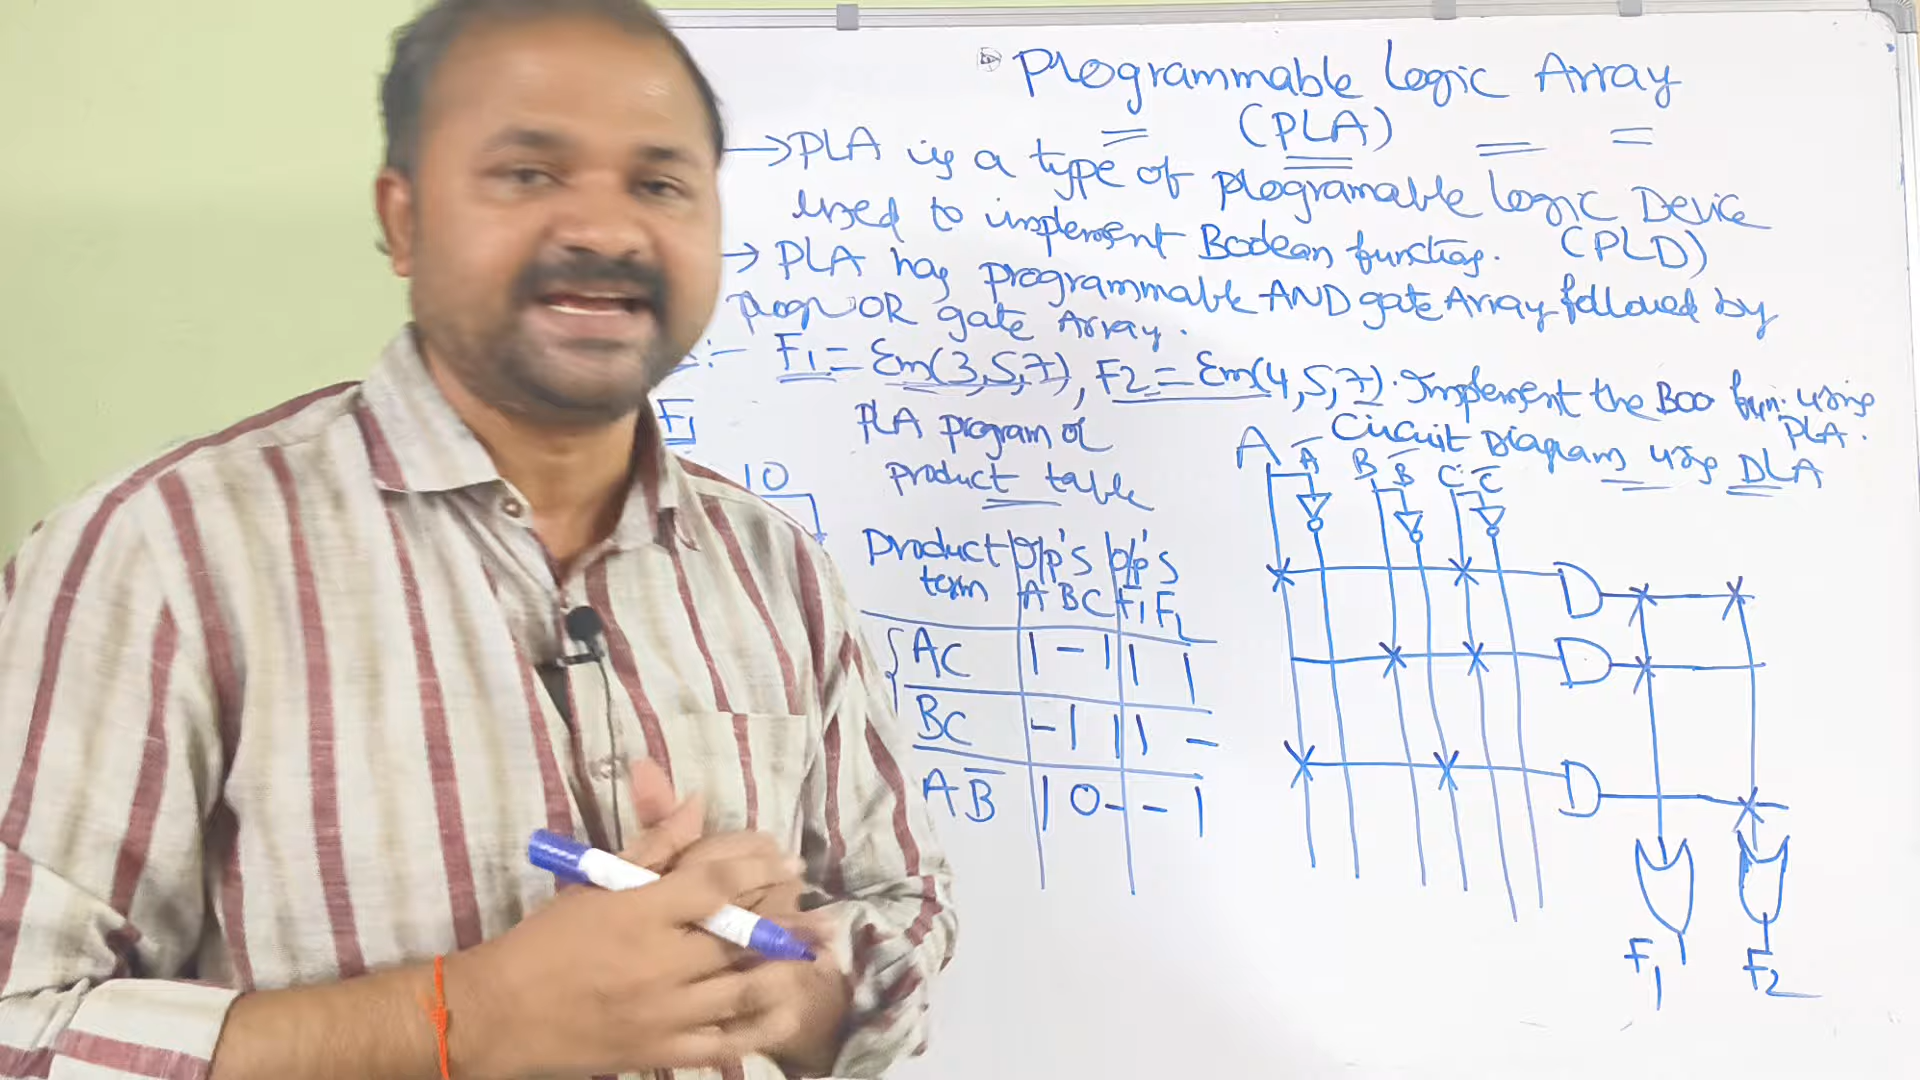 Programmable Logic Array
(PLA)
→ PLA is a type of programable logic Device
used to implement Boolean functions. (PLD)
→ PLA has programmable AND gate Array followed by
progr OR gate Array.
:- F1 = Σm(3,5,7), F2 = Σm(4,5,7). Implement the Boo fun. using
PLA.
F1
10
PLA program or
product table
Product term | I/p's | O/p's
A B C | F1 F2
AC | 1 - 1 | 1 1
BC | - 1 1 | 1 -
AB̅ | 1 0 - | - 1
Circuit Diagram using PLA
A A̅ B B̅ C C̅
F1 F2